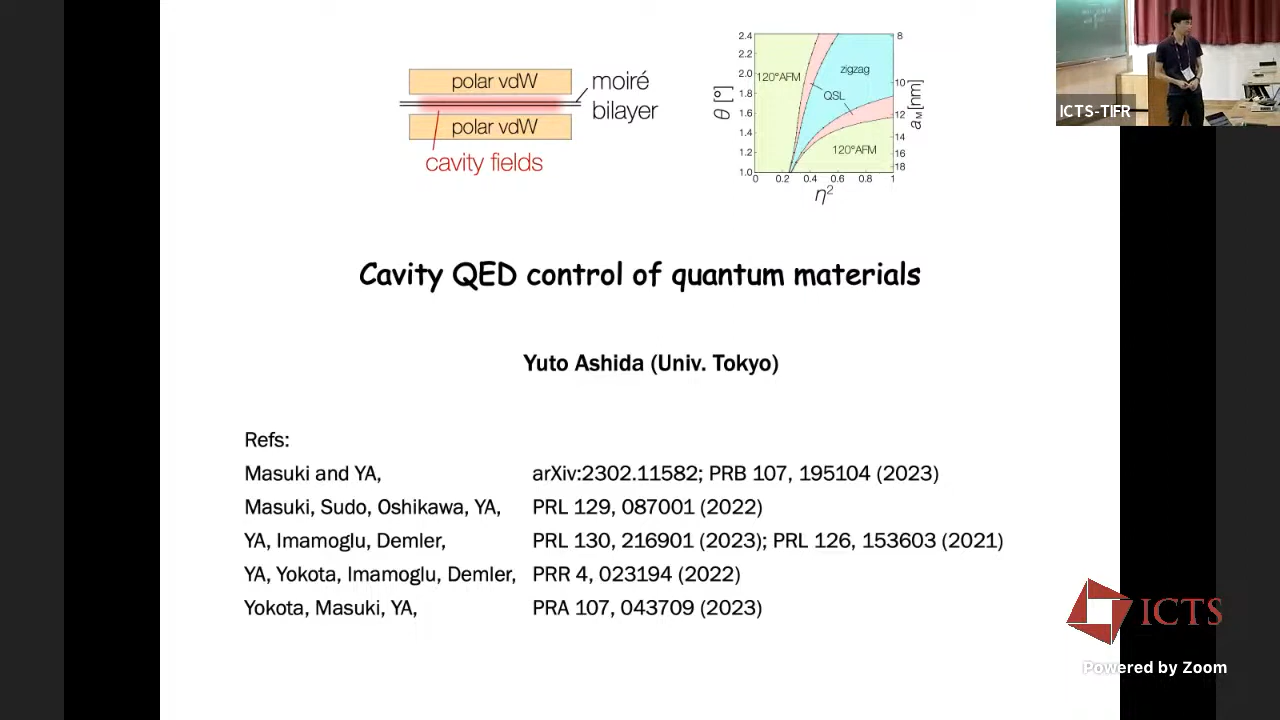 polar vdW
moiré
bilayer
polar vdW
cavity fields
θ [°]
2.4
2.2
2.0
1.8
1.6
1.4
1.2
1.0
0
0.2
0.4
0.6
0.8
1
η²
8
10
12
14
16
18
aM [nm]
120°AFM
zigzag
QSL
120°AFM
ICTS-TIFR
Cavity QED control of quantum materials
Yuto Ashida (Univ. Tokyo)
Refs:
Masuki and YA, arXiv:2302.11582; PRB 107, 195104 (2023)
Masuki, Sudo, Oshikawa, YA, PRL 129, 087001 (2022)
YA, Imamoglu, Demler, PRL 130, 216901 (2023); PRL 126, 153603 (2021)
YA, Yokota, Imamoglu, Demler, PRR 4, 023194 (2022)
Yokota, Masuki, YA, PRA 107, 043709 (2023)
ICTS
Powered by Zoom